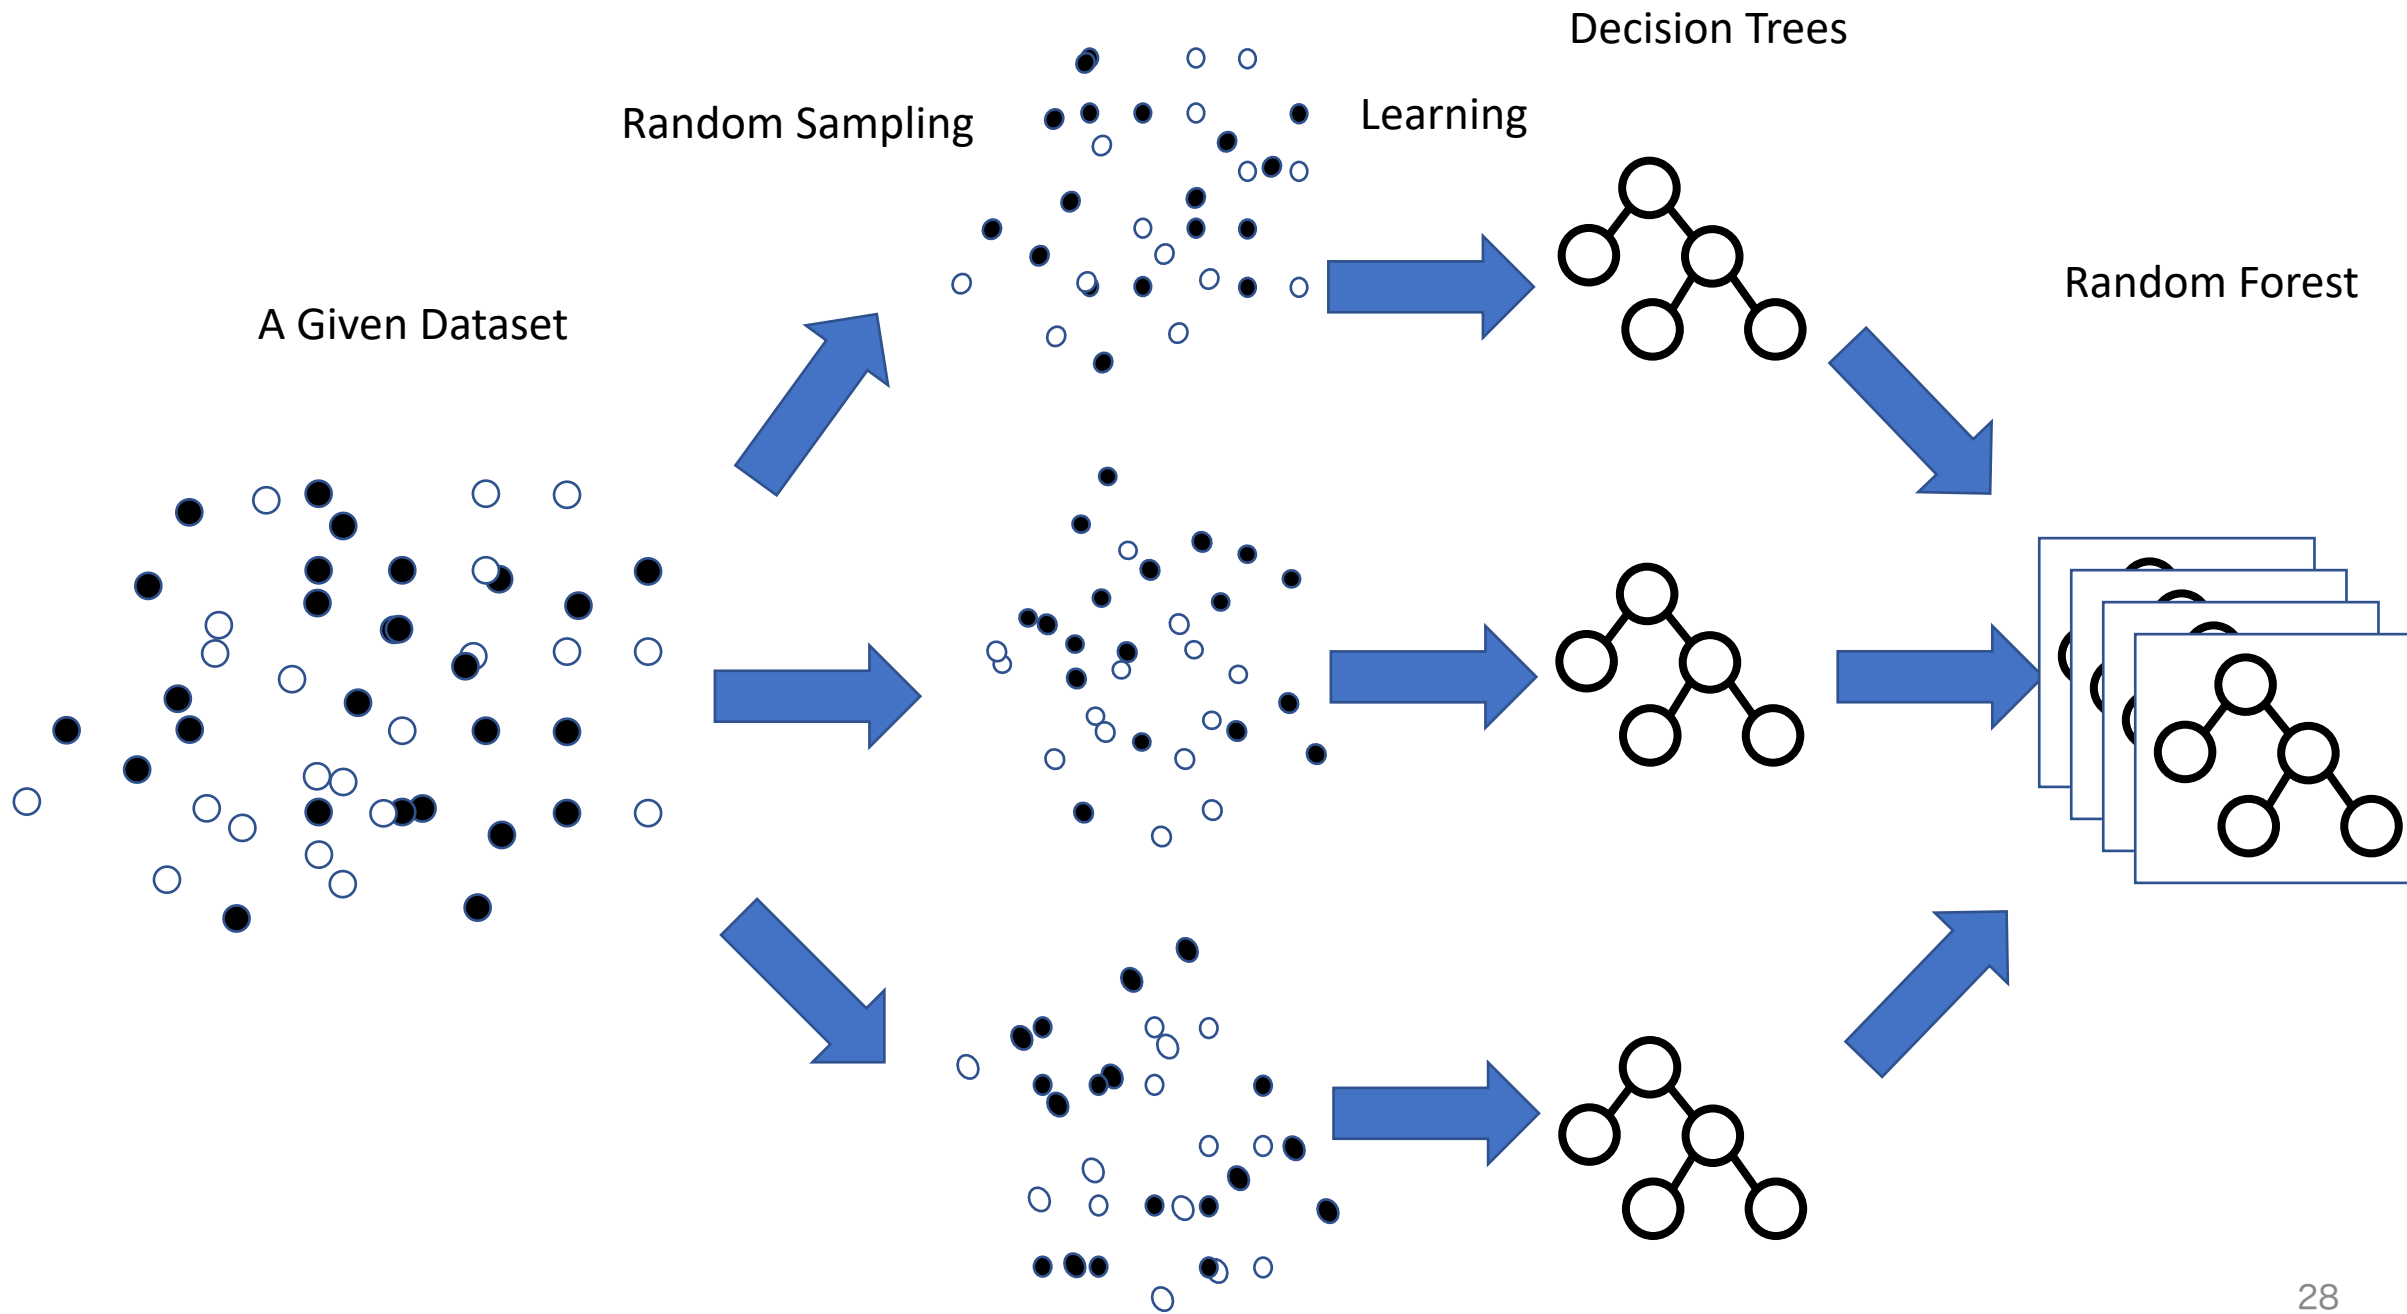 Decision Trees
Random Sampling
Learning
Random Forest
A Given Dataset
28